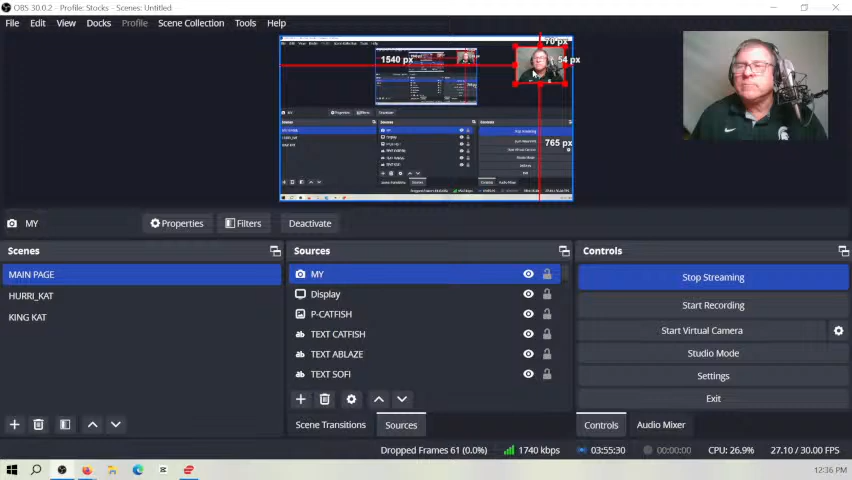 OBS 30.0.2 - Profile: Stocks - Scenes: Untitled
File Edit View Docks Profile Scene Collection Tools Help
70 px
1540 px
54 px
765 px
MY Properties Filters Deactivate
Scenes Sources Controls
MAIN PAGE
HURRI_KAT
KING KAT
MY
Display
P-CATFISH
TEXT CATFISH
TEXT ABLAZE
TEXT SOFI
Stop Streaming
Start Recording
Start Virtual Camera
Studio Mode
Settings
Exit
Scene Transitions Sources Controls Audio Mixer
Dropped Frames 61 (0.0%) 1740 kbps 03:55:30 00:00:00 CPU: 26.9% 27.10 / 30.00 FPS
12:36 PM